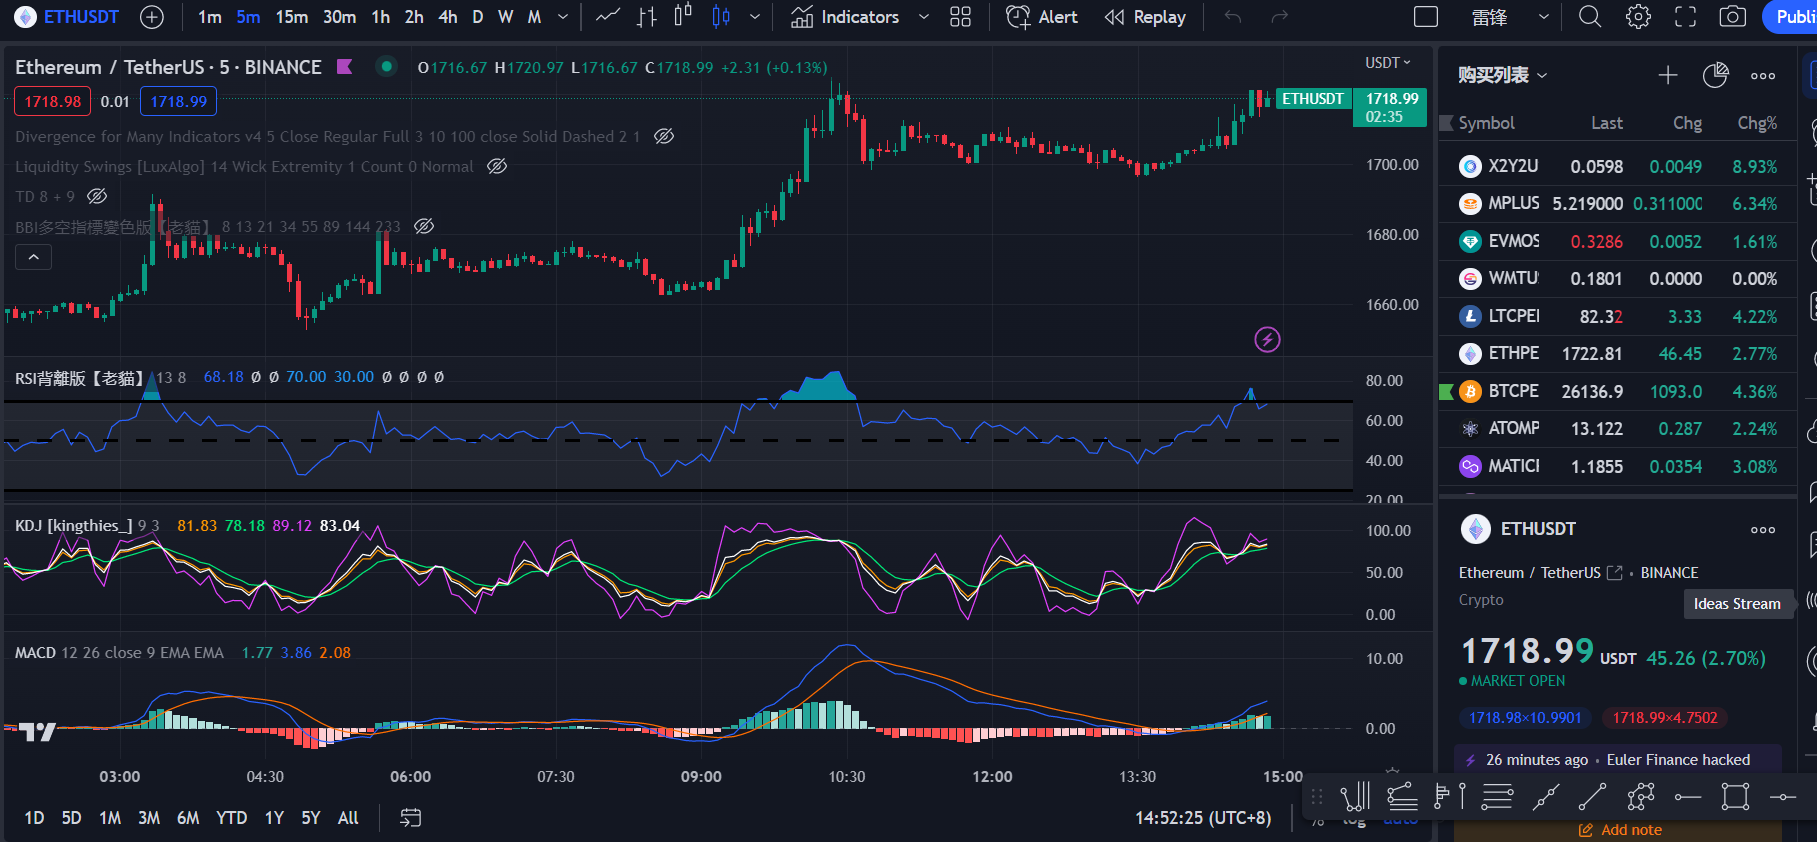 ETHUSDT 1m 5m 15m 30m 1h 2h 4h D W M Indicators Alert Replay 雷锋
Ethereum / TetherUS · 5 · BINANCE O1716.67 H1720.97 L1716.67 C1718.99 +2.31 (+0.13%)
USDT
1718.98 0.01 1718.99
ETHUSDT 1718.99
02:35
Divergence for Many Indicators v4 5 Close Regular Full 3 10 100 close Solid Dashed 2 1
Liquidity Swings [LuxAlgo] 14 Wick Extremity 1 Count 0 Normal
TD 8 + 9
BBI多空指標變色版【老貓】 8 13 21 34 55 89 144 233
1700.00
1680.00
1660.00
RSI背離版【老貓】 13 8 68.18 Ø Ø 70.00 30.00 Ø Ø Ø Ø
80.00
60.00
40.00
20.00
KDJ [kingthies_] 9 3 81.83 78.18 89.12 83.04
100.00
50.00
0.00
MACD 12 26 close 9 EMA EMA 1.77 3.86 2.08
10.00
0.00
03:00 04:30 06:00 07:30 09:00 10:30 12:00 13:30 15:00
1D 5D 1M 3M 6M YTD 1Y 5Y All
14:52:25 (UTC+8) % log auto
购买列表
Symbol Last Chg Chg%
X2Y2U 0.0598 0.0049 8.93%
MPLUS 5.219000 0.311000 6.34%
EVMOS 0.3286 0.0052 1.61%
WMTU 0.1801 0.0000 0.00%
LTCPE 82.32 3.33 4.22%
ETHPE 1722.81 46.45 2.77%
BTCPE 26136.9 1093.0 4.36%
ATOMP 13.122 0.287 2.24%
MATIC 1.1855 0.0354 3.08%
ETHUSDT
Ethereum / TetherUS · BINANCE
Crypto
Ideas Stream
1718.99 USDT 45.26 (2.70%)
MARKET OPEN
1718.98×10.9901 1718.99×4.7502
26 minutes ago · Euler Finance hacked
Add note